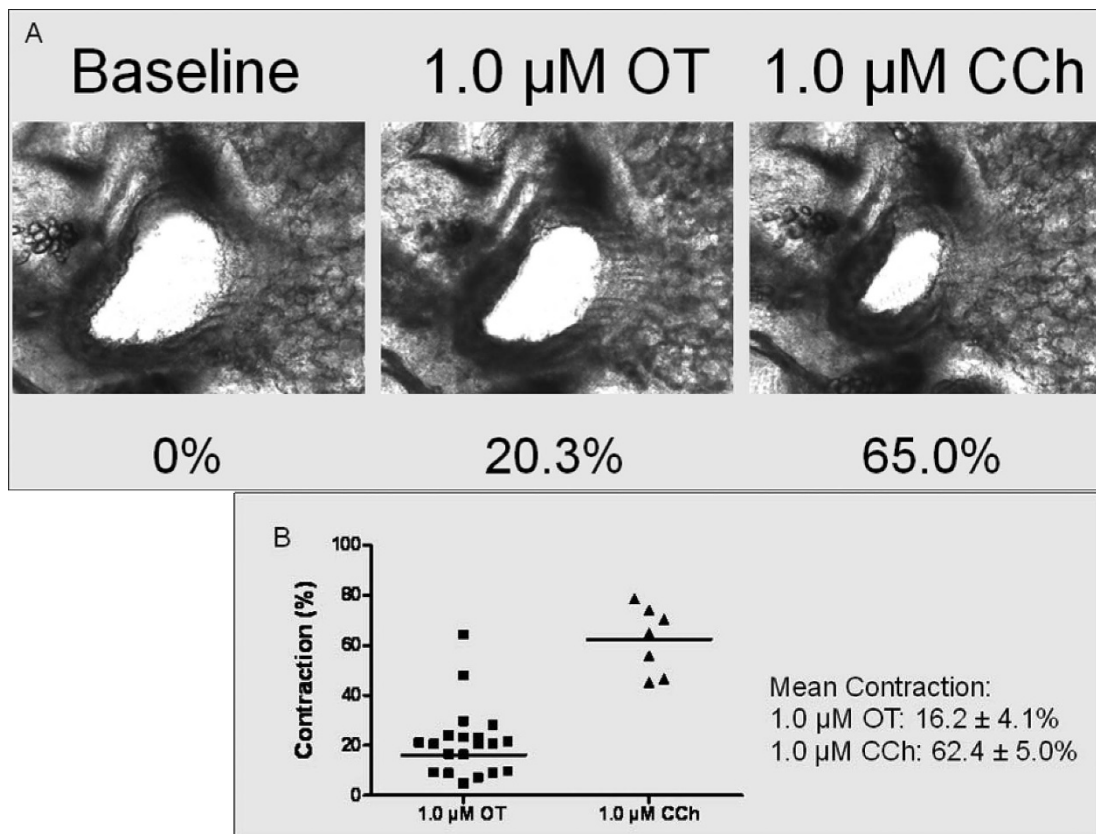 A
Baseline 1.0 µM OT 1.0 µM CCh
0% 20.3% 65.0%
B
Contraction (%)
100
80
60
40
20
0
1.0 µM OT 1.0 µM CCh
Mean Contraction:
1.0 µM OT: 16.2 ± 4.1%
1.0 µM CCh: 62.4 ± 5.0%